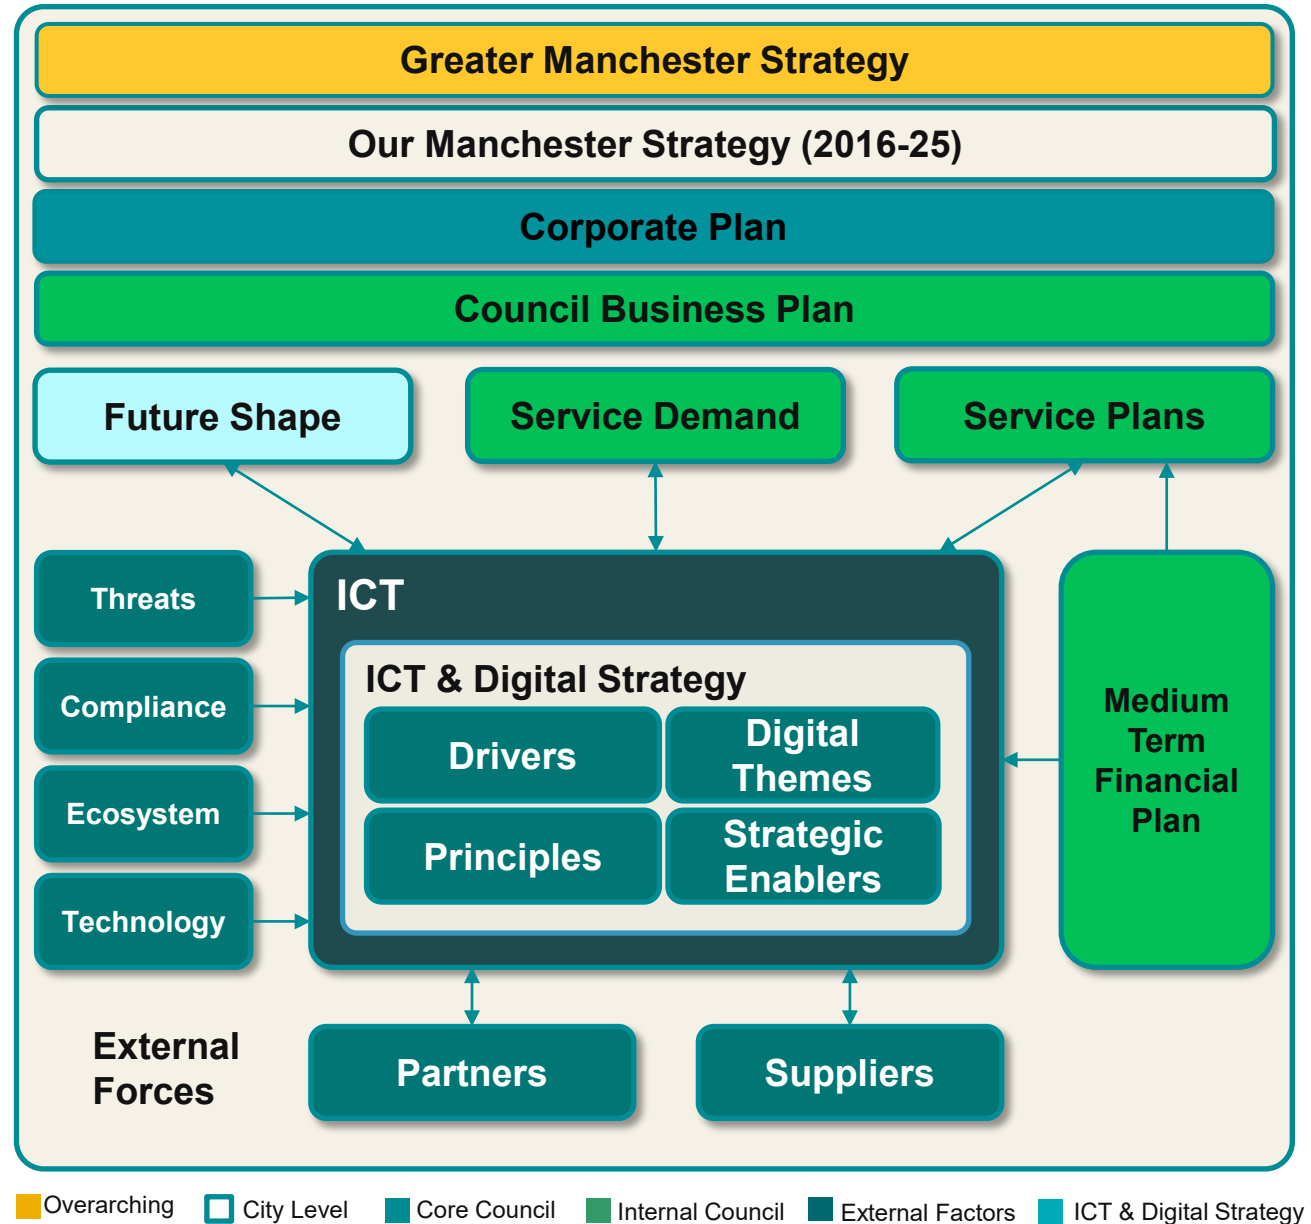 Greater Manchester Strategy
Our Manchester Strategy (2016-25)
Corporate Plan
Council Business Plan
Future Shape
Service Demand
Service Plans
Threats
Compliance
Ecosystem
Technology
ICT
ICT & Digital Strategy
Drivers
Digital
Themes
Principles
Strategic
Enablers
Medium
Term
Financial
Plan
External
Forces
Partners
Suppliers
Overarching
City Level
Core Council
Internal Council
External Factors
ICT & Digital Strategy